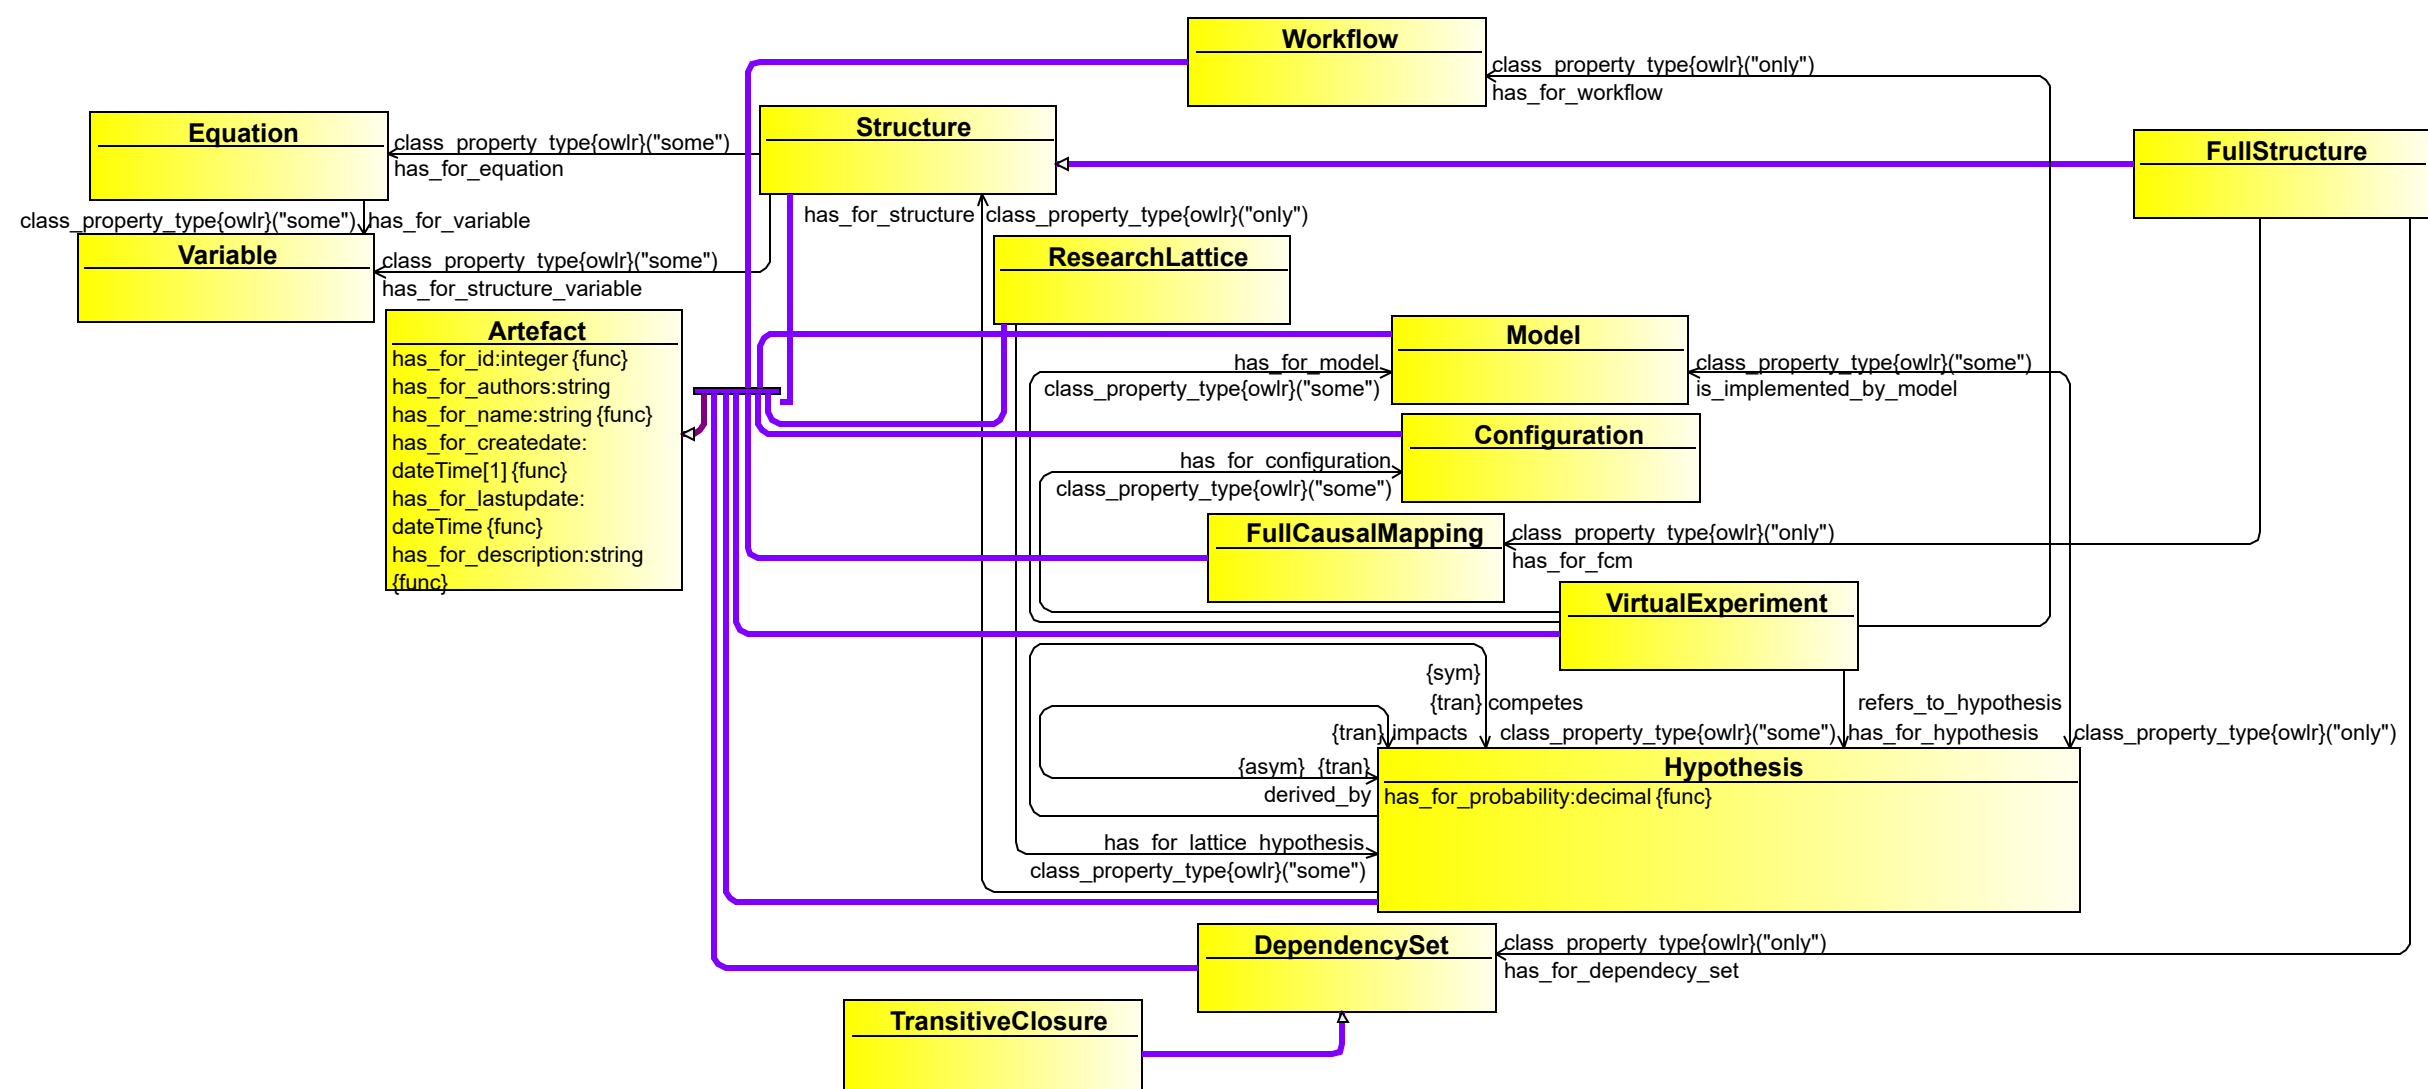 Workflow
class_property_type{owlr}("only")
has_for_workflow
Equation
class_property_type{owlr}("some")
has_for_equation
Structure
FullStructure
class_property_type{owlr}("some")
has_for_variable
has_for_structure
class_property_type{owlr}("only")
Variable
class_property_type{owlr}("some")
has_for_structure_variable
ResearchLattice
Artefact
has_for_id:integer {func}
has_for_authors:string
has_for_name:string {func}
has_for_createdate:
dateTime[1] {func}
has_for_lastupdate:
dateTime {func}
has_for_description:string
{func}
Model
has_for_model
class_property_type{owlr}("some")
class_property_type{owlr}("some")
is_implemented_by_model
Configuration
has_for_configuration
class_property_type{owlr}("some")
FullCausalMapping
class_property_type{owlr}("only")
has_for_fcm
VirtualExperiment
{sym}
{tran} competes
refers_to_hypothesis
{tran} impacts
class_property_type{owlr}("some")
has_for_hypothesis
class_property_type{owlr}("only")
{asym} {tran}
derived_by
Hypothesis
has_for_probability:decimal {func}
has_for_lattice_hypothesis
class_property_type{owlr}("some")
DependencySet
class_property_type{owlr}("only")
has_for_dependecy_set
TransitiveClosure